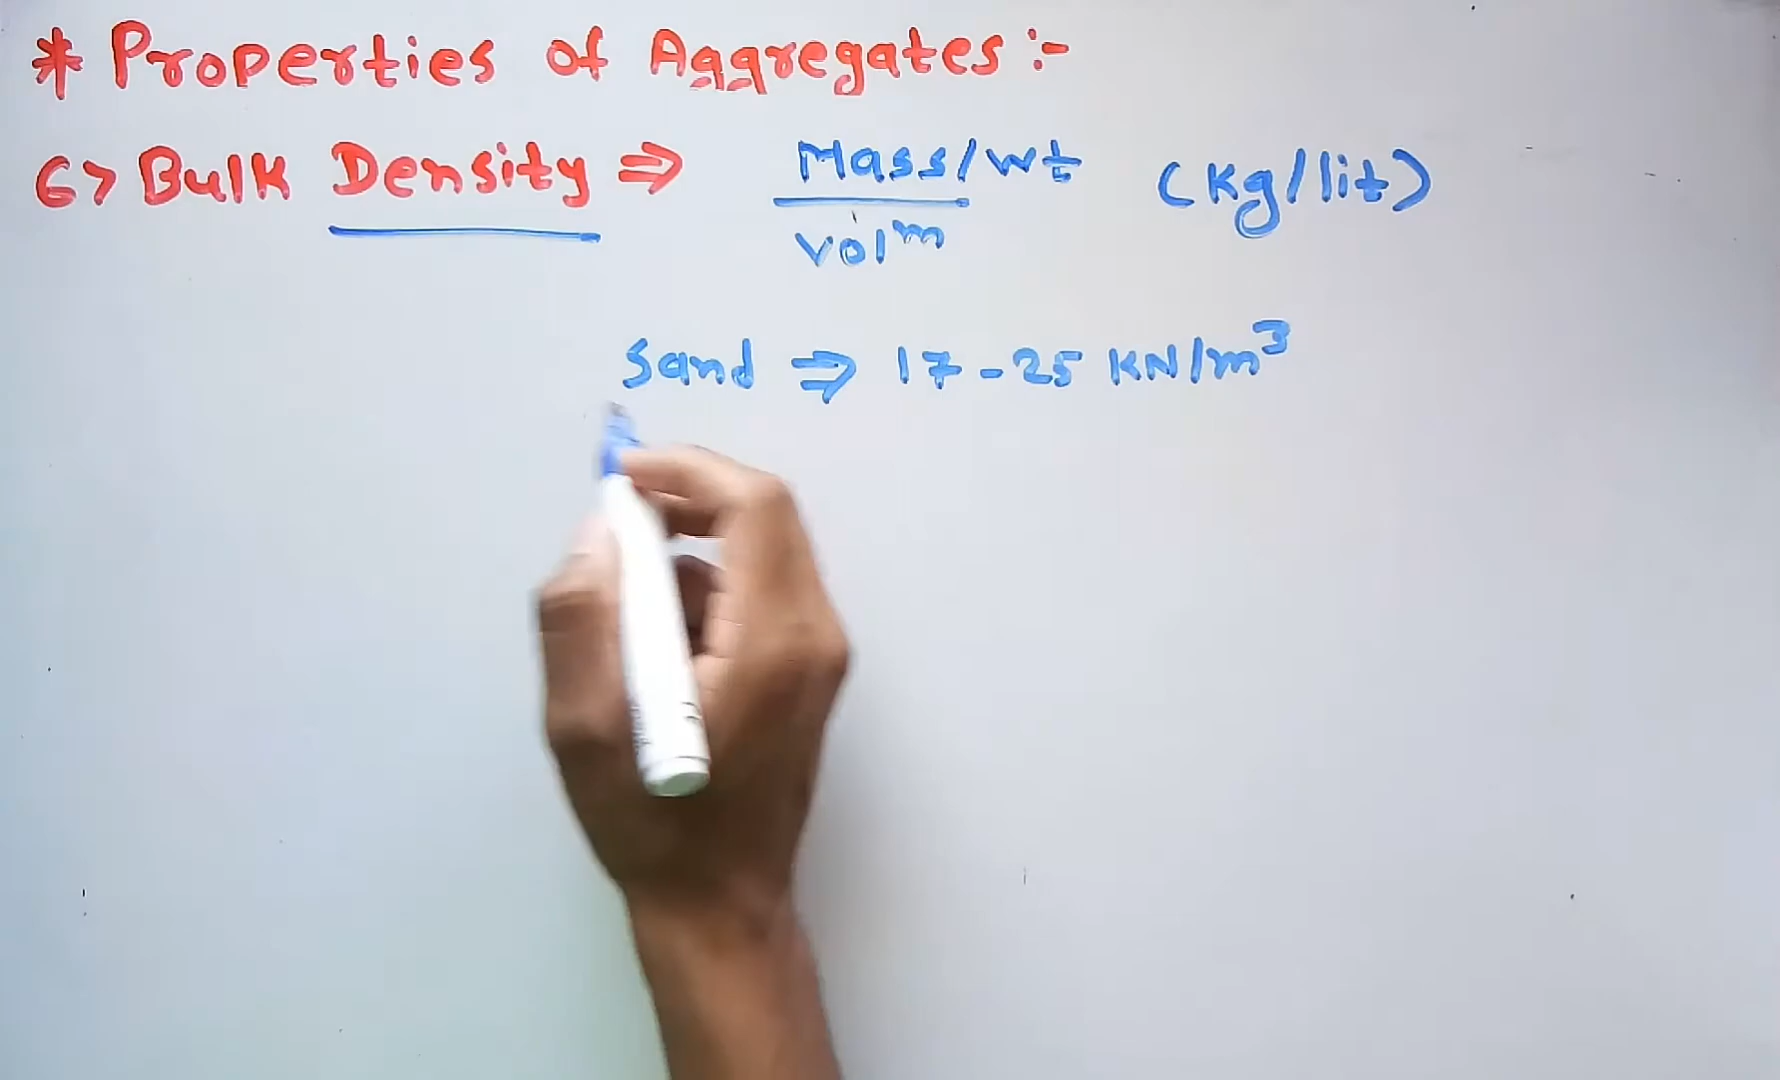 * Properties of Aggregates :-
6> Bulk Density ⇒ Mass/wt (Kg/lit)
volᵐ
Sand ⇒ 17 - 25 KN/m³